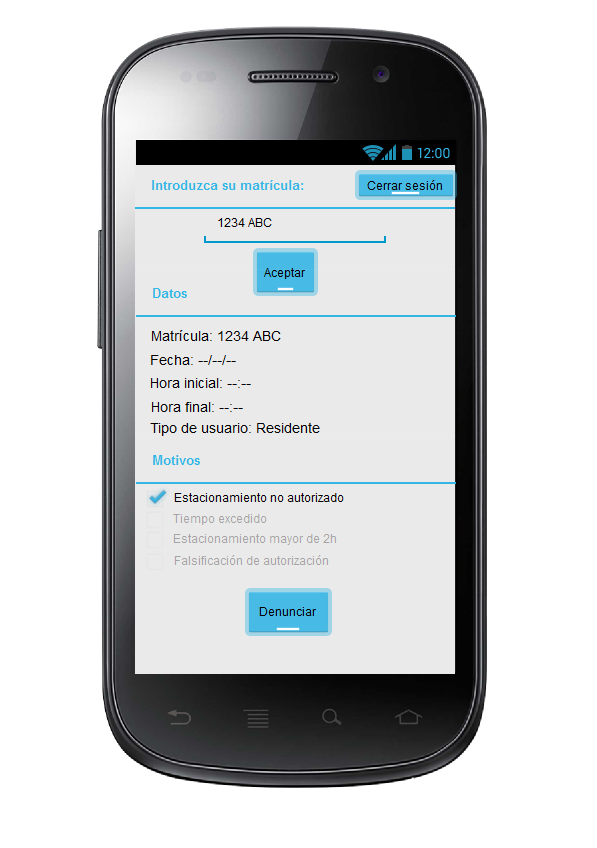 12:00
Introduzca su matrícula:
Cerrar sesión
1234 ABC
Aceptar
Datos
Matrícula: 1234 ABC
Fecha: --/--/--
Hora inicial: --:--
Hora final: --:--
Tipo de usuario: Residente
Motivos
Estacionamiento no autorizado
Tiempo excedido
Estacionamiento mayor de 2h
Falsificación de autorización
Denunciar